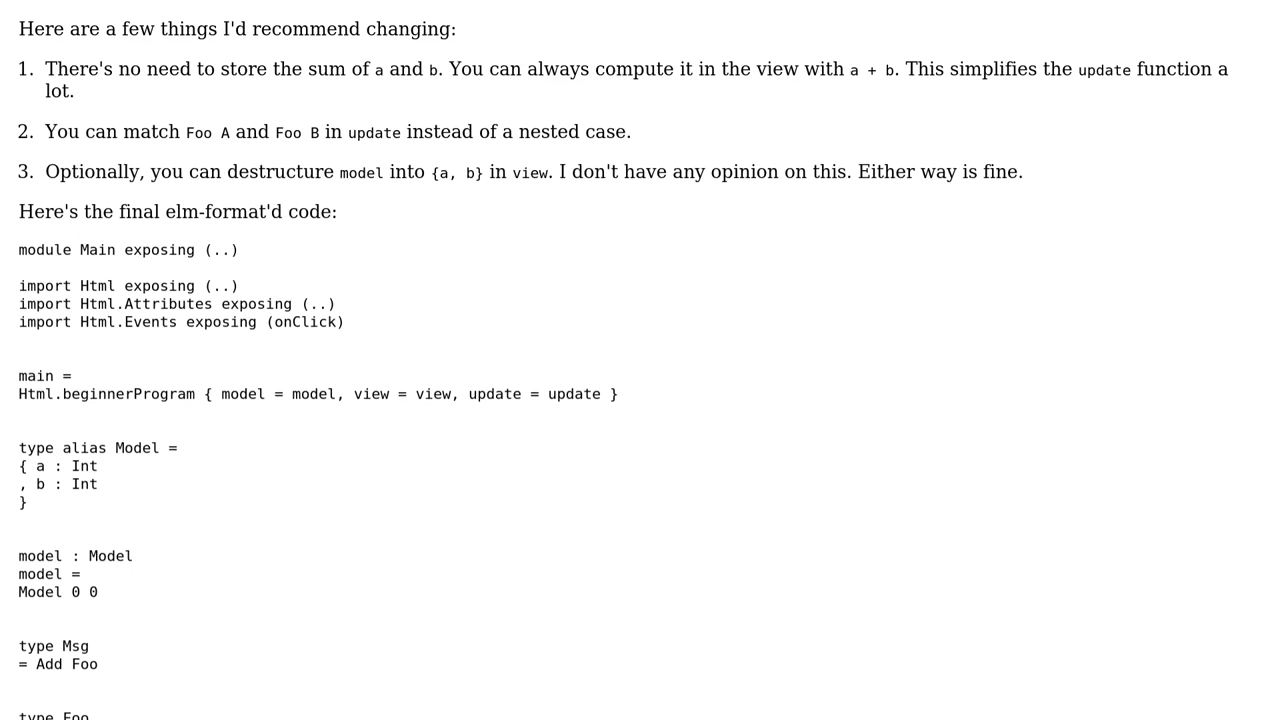 Here are a few things I'd recommend changing:
1. There's no need to store the sum of a and b. You can always compute it in the view with a + b. This simplifies the update function a
lot.
2. You can match Foo A and Foo B in update instead of a nested case.
3. Optionally, you can destructure model into {a, b} in view. I don't have any opinion on this. Either way is fine.
Here's the final elm-format'd code:
module Main exposing (..)
import Html exposing (..)
import Html.Attributes exposing (..)
import Html.Events exposing (onClick)
main =
Html.beginnerProgram { model = model, view = view, update = update }
type alias Model =
{ a : Int
, b : Int
}
model : Model
model =
Model 0 0
type Msg
= Add Foo
type Foo